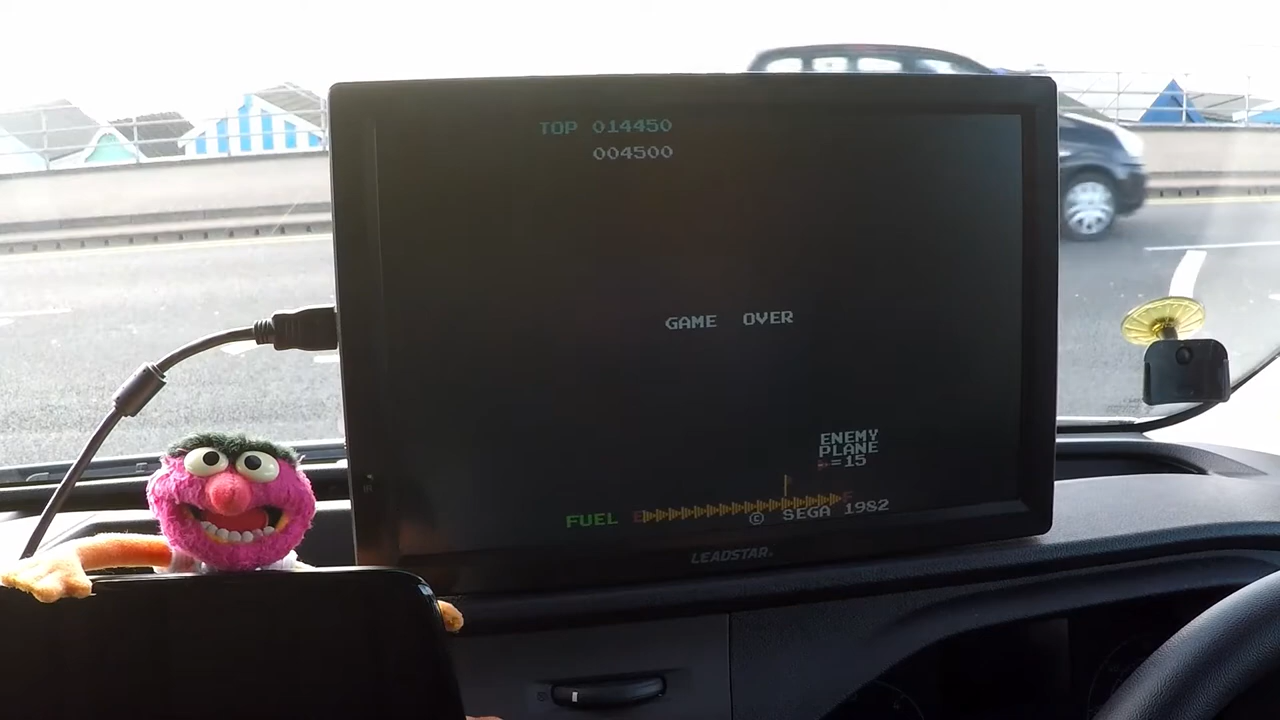 TOP 014450
004500
GAME OVER
ENEMY
PLANE
=15
FUEL E F
© SEGA 1982
LEADSTAR